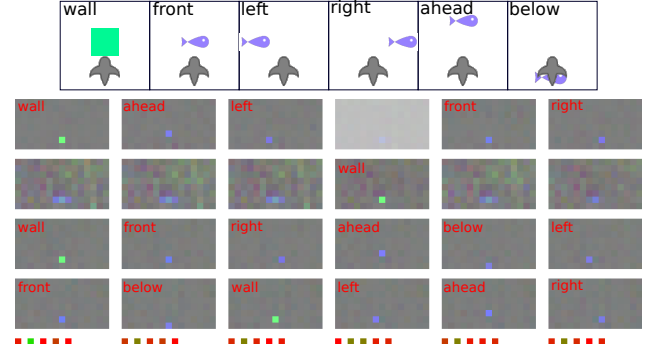 wall front left right ahead below
wall ahead left front right
wall
wall front right ahead below left
front below wall left ahead right